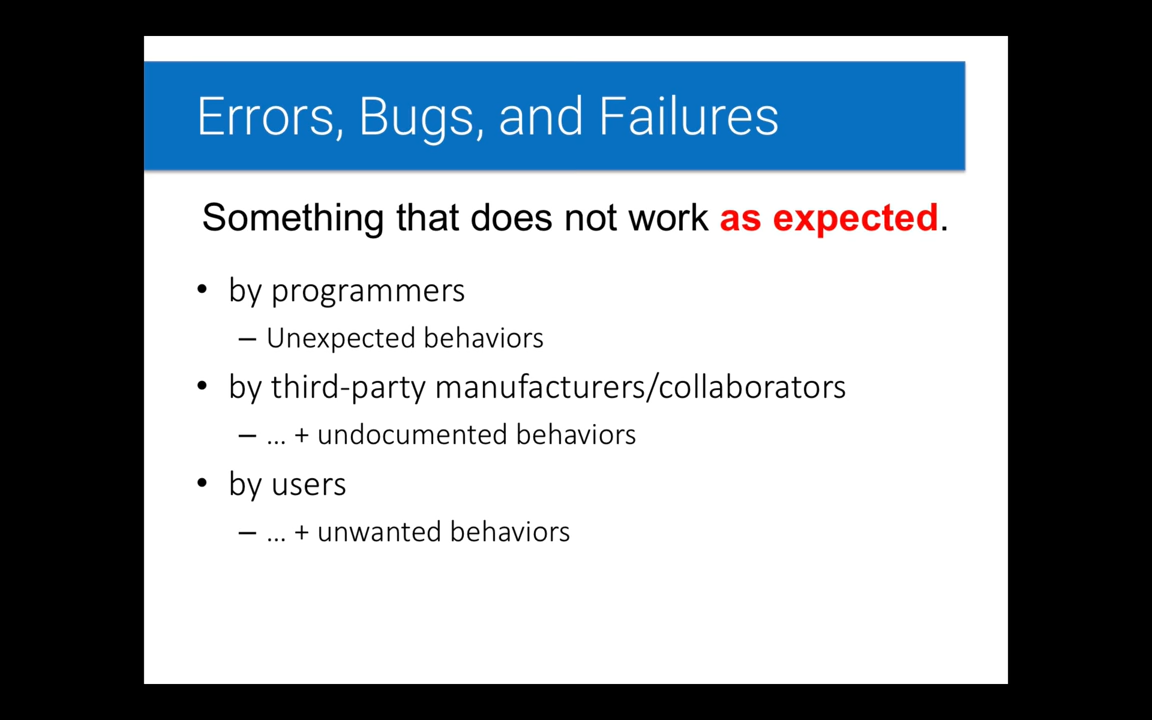 Errors, Bugs, and Failures
Something that does not work as expected.
• by programmers
– Unexpected behaviors
• by third-party manufacturers/collaborators
– ... + undocumented behaviors
• by users
– ... + unwanted behaviors